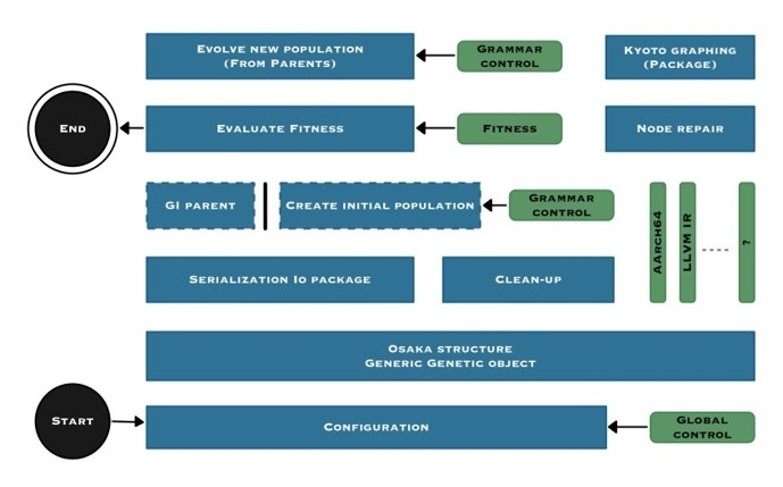 Evolve new population
(From Parents)
Grammar
control
Kyoto graphing
(Package)
End
Evaluate Fitness
Fitness
Node repair
GI parent
Create initial population
Grammar
control
AArch64
LLVM IR
?
Serialization Io package
Clean-up
Osaka structure
Generic Genetic object
Start
Configuration
Global
control